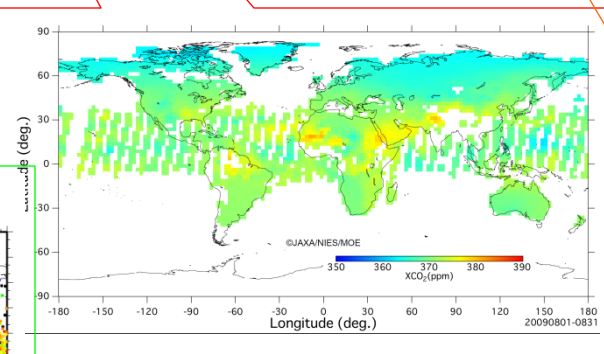 90
60
30
0
-30
-60
-90
Latitude (deg.)
©JAXA/NIES/MOE
350 360 370 380 390
XCO₂(ppm)
-180 -150 -120 -90 -60 -30 0 30 60 90 120 150 180
Longitude (deg.)
20090801-0831